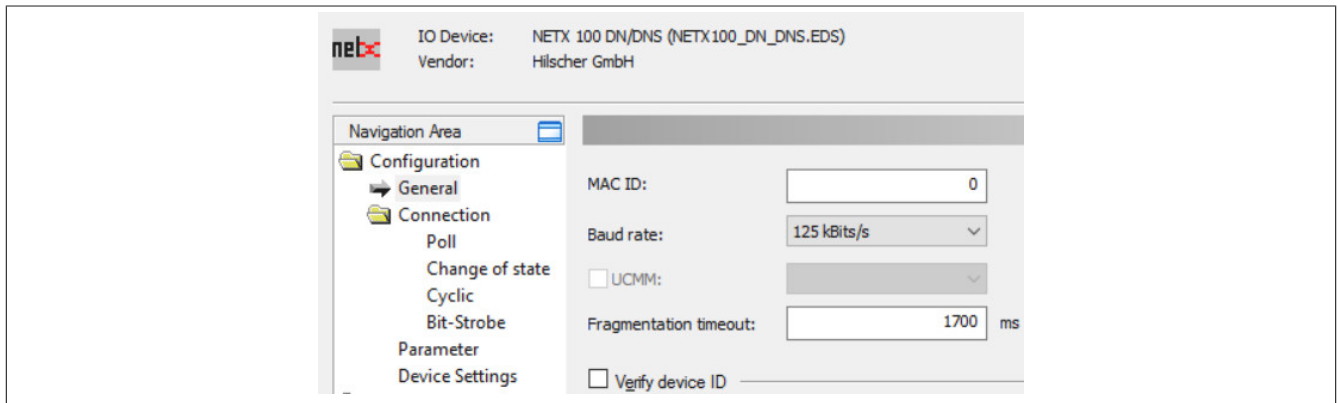 netx IO Device: NETX 100 DN/DNS (NETX100_DN_DNS.EDS)
Vendor: Hilscher GmbH
Navigation Area
Configuration
General
Connection
Poll
Change of state
Cyclic
Bit-Strobe
Parameter
Device Settings
MAC ID: 0
Baud rate: 125 kBits/s
UCMM:
Fragmentation timeout: 1700 ms
Verify device ID